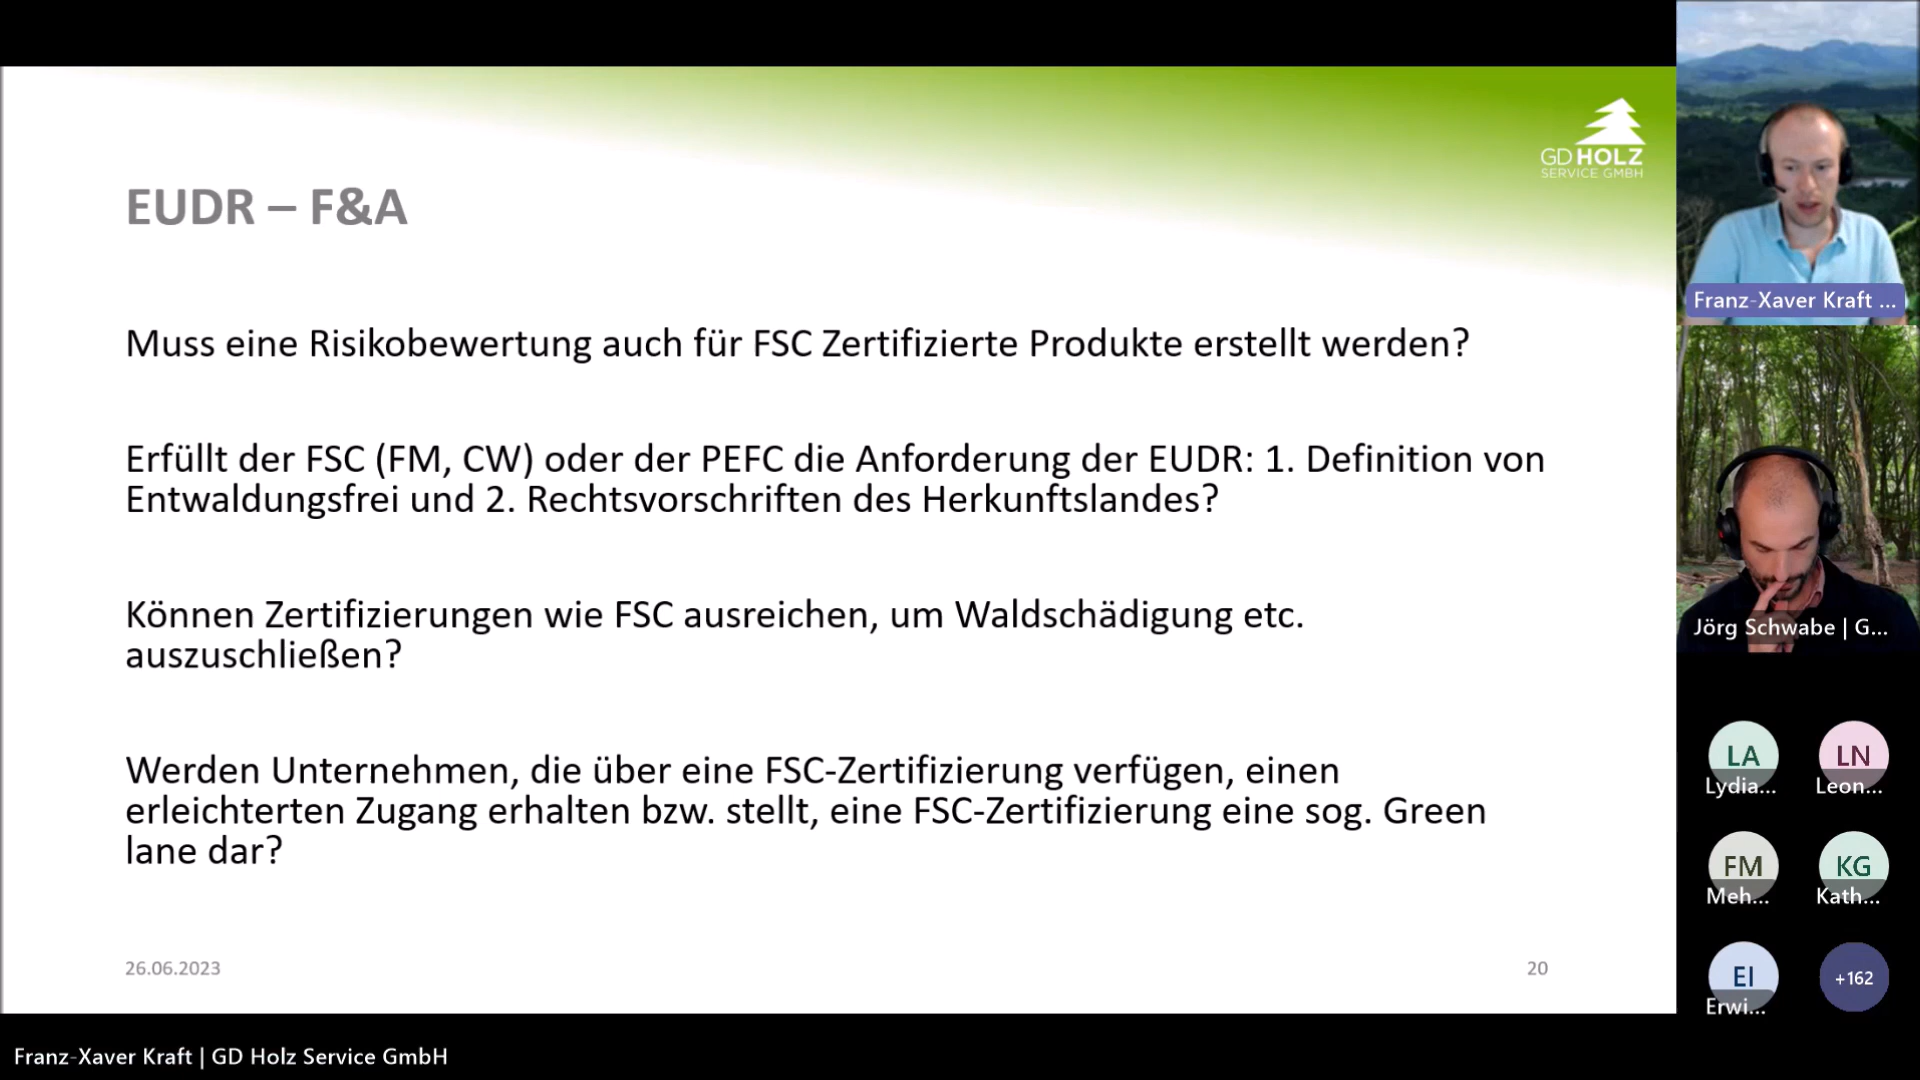 GD HOLZ
SERVICE GMBH
EUDR – F&A
Muss eine Risikobewertung auch für FSC Zertifizierte Produkte erstellt werden?
Erfüllt der FSC (FM, CW) oder der PEFC die Anforderung der EUDR: 1. Definition von
Entwaldungsfrei und 2. Rechtsvorschriften des Herkunftslandes?
Können Zertifizierungen wie FSC ausreichen, um Waldschädigung etc.
auszuschließen?
Werden Unternehmen, die über eine FSC-Zertifizierung verfügen, einen
erleichterten Zugang erhalten bzw. stellt, eine FSC-Zertifizierung eine sog. Green
lane dar?
26.06.2023
20
Franz-Xaver Kraft | GD Holz Service GmbH
Franz-Xaver Kraft ...
Jörg Schwabe | G...
LA
Lydia...
LN
Leon...
FM
Meh...
KG
Kath...
EI
Erwi...
+162